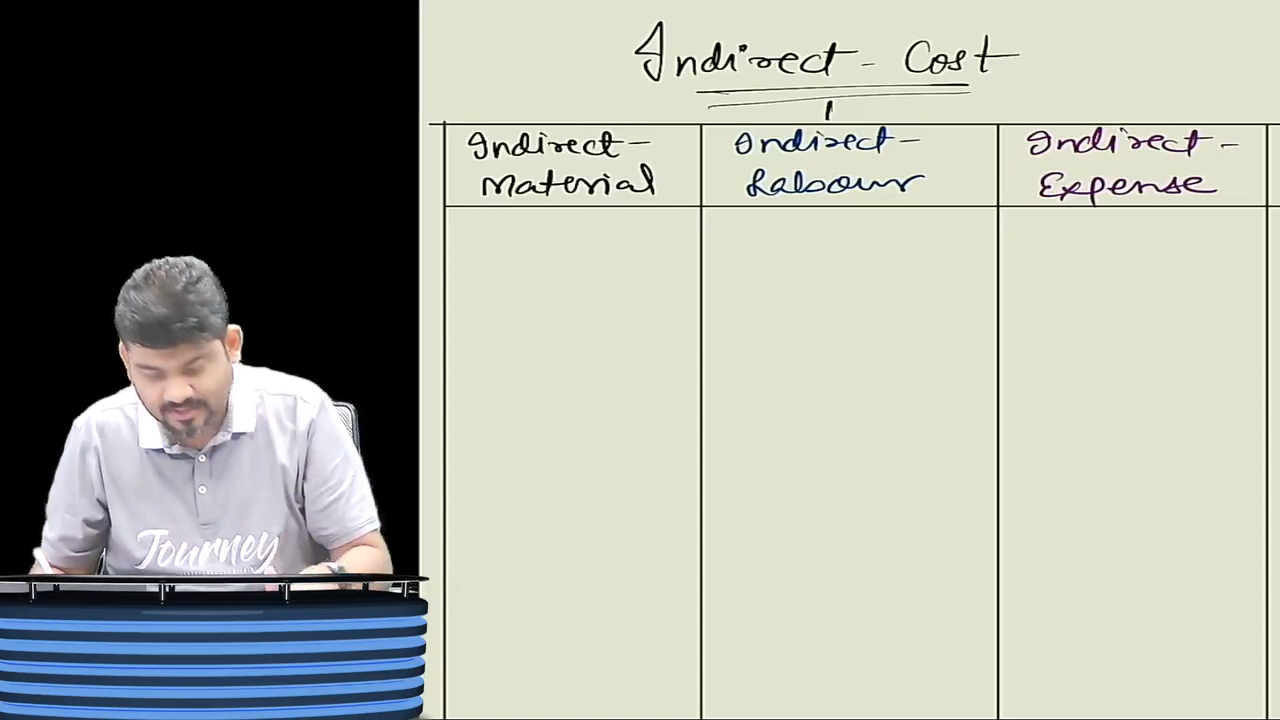 Indirect - Cost
Indirect -
Material
Indirect -
Labour
Indirect -
Expense
Journey